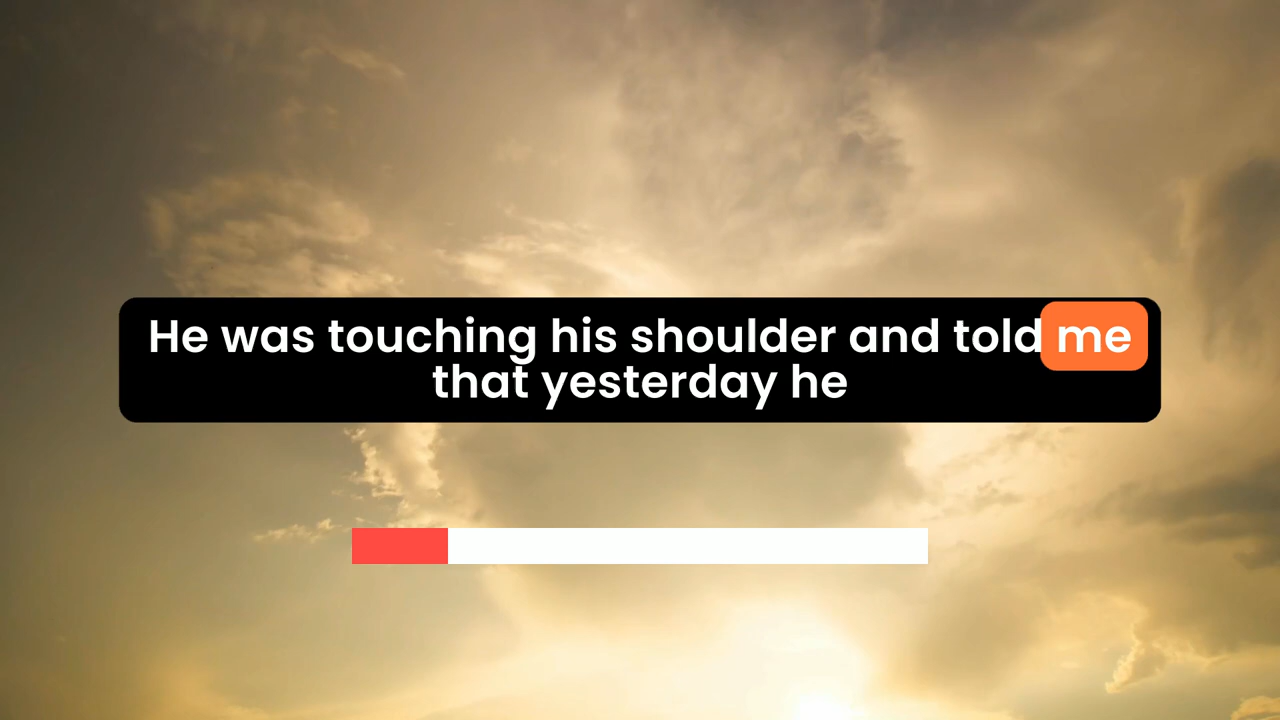 He was touching his shoulder and told me
that yesterday he